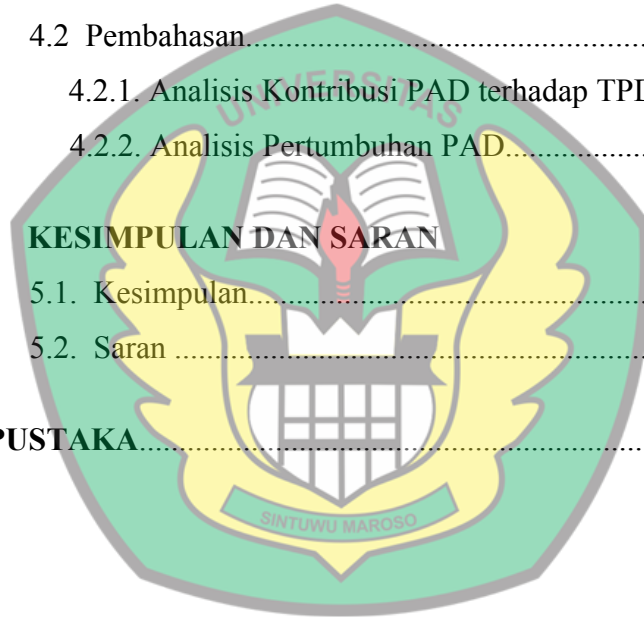 4.2 Pembahasan
4.2.1. Analisis Kontribusi PAD terhadap TPD
4.2.2. Analisis Pertumbuhan PAD
KESIMPULAN DAN SARAN
5.1. Kesimpulan
5.2. Saran
PUSTAKA
UNIVERSITAS
SINTUWU MAROSO